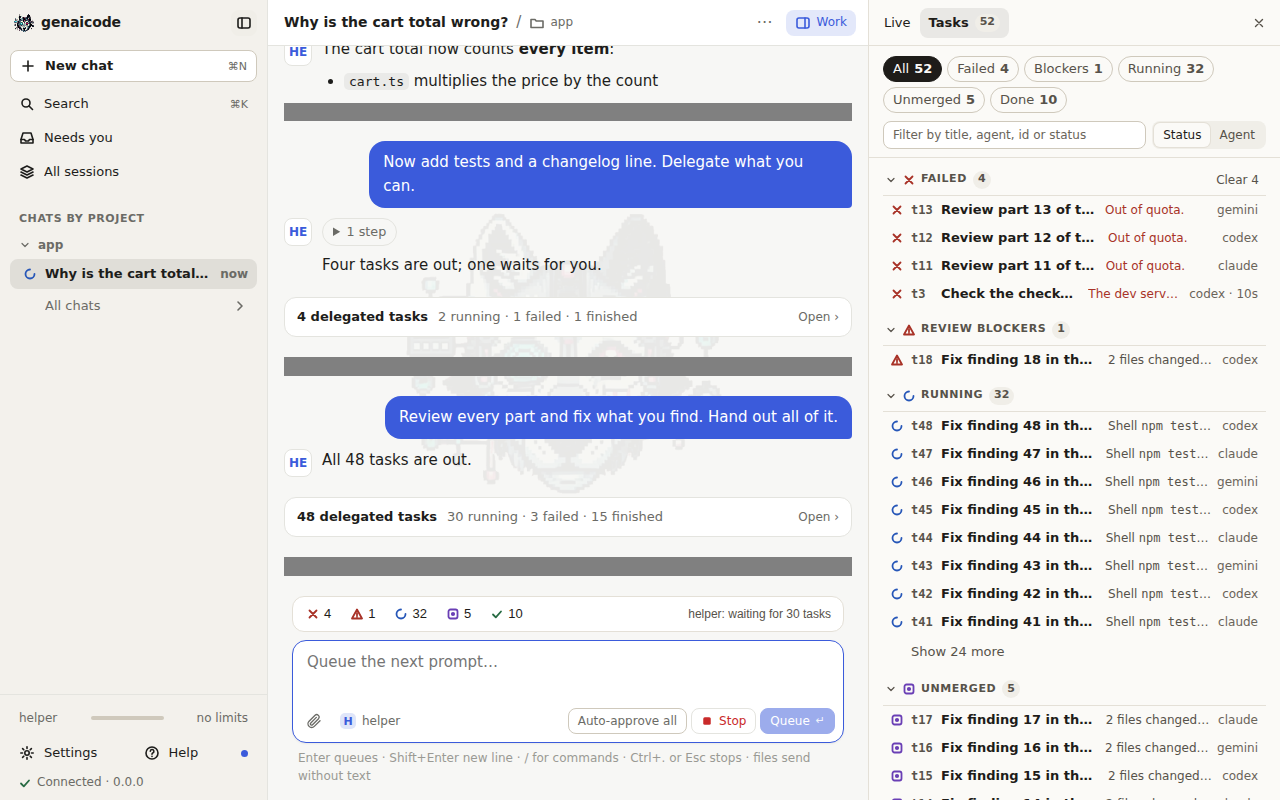 genaicode
New chat ⌘N
Search ⌘K
Needs you
All sessions
CHATS BY PROJECT
app
Why is the cart total... now
All chats
helper no limits
Settings Help
Connected · 0.0.0
Why is the cart total wrong? / app
··· Work
HE The cart total now counts every item:
• cart.ts multiplies the price by the count
Now add tests and a changelog line. Delegate what you
can.
HE 1 step
Four tasks are out; one waits for you.
4 delegated tasks 2 running · 1 failed · 1 finished Open ›
Review every part and fix what you find. Hand out all of it.
HE All 48 tasks are out.
48 delegated tasks 30 running · 3 failed · 15 finished Open ›
4 1 32 5 10 helper: waiting for 30 tasks
Queue the next prompt...
H helper Auto-approve all Stop Queue ↵
Enter queues · Shift+Enter new line · / for commands · Ctrl+. or Esc stops · files send
without text
Live Tasks 52
All 52 Failed 4 Blockers 1 Running 32
Unmerged 5 Done 10
Filter by title, agent, id or status Status Agent
FAILED 4 Clear 4
t13 Review part 13 of t... Out of quota. gemini
t12 Review part 12 of t... Out of quota. codex
t11 Review part 11 of t... Out of quota. claude
t3 Check the check... The dev serv... codex · 10s
REVIEW BLOCKERS 1
t18 Fix finding 18 in th... 2 files changed... codex
RUNNING 32
t48 Fix finding 48 in th... Shell npm test... codex
t47 Fix finding 47 in th... Shell npm test... claude
t46 Fix finding 46 in th... Shell npm test... gemini
t45 Fix finding 45 in th... Shell npm test... codex
t44 Fix finding 44 in th... Shell npm test... claude
t43 Fix finding 43 in th... Shell npm test... gemini
t42 Fix finding 42 in th... Shell npm test... codex
t41 Fix finding 41 in th... Shell npm test... claude
Show 24 more
UNMERGED 5
t17 Fix finding 17 in th... 2 files changed... claude
t16 Fix finding 16 in th... 2 files changed... gemini
t15 Fix finding 15 in th... 2 files changed... codex